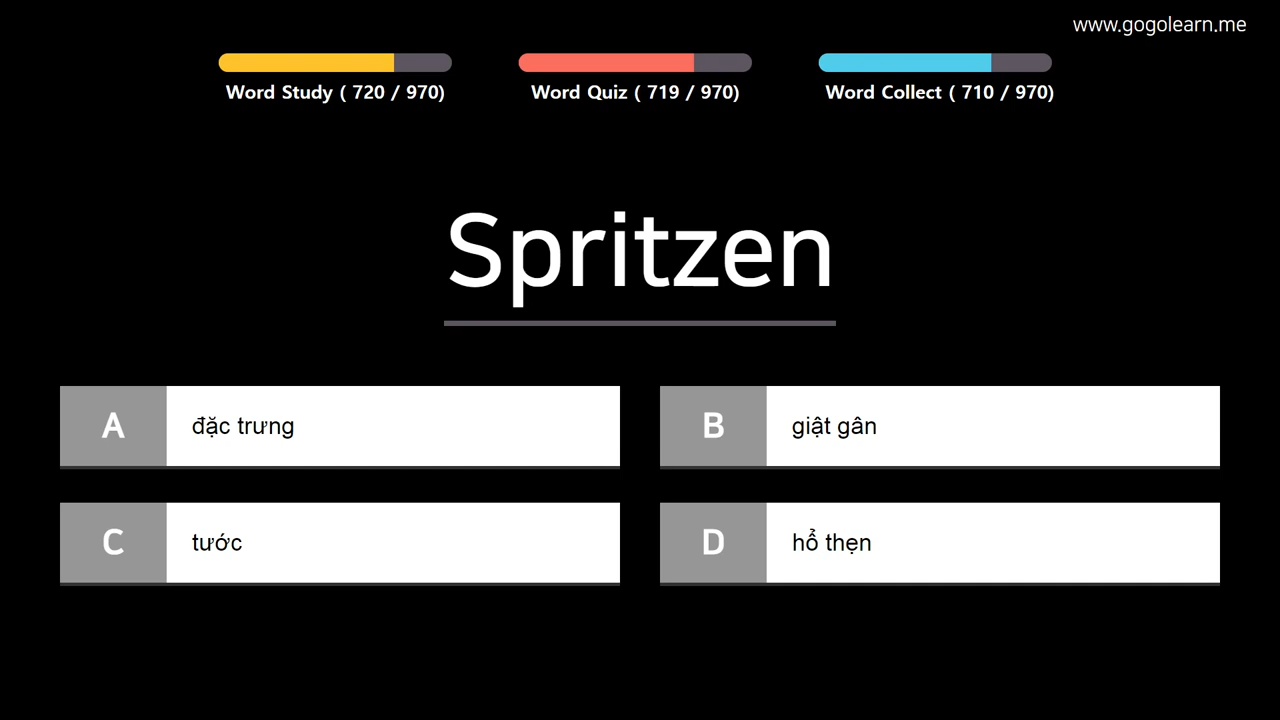 www.gogolearn.me
Word Study ( 720 / 970)
Word Quiz ( 719 / 970)
Word Collect ( 710 / 970)
Spritzen
A
đặc trưng
B
giật gân
C
tước
D
hổ thẹn